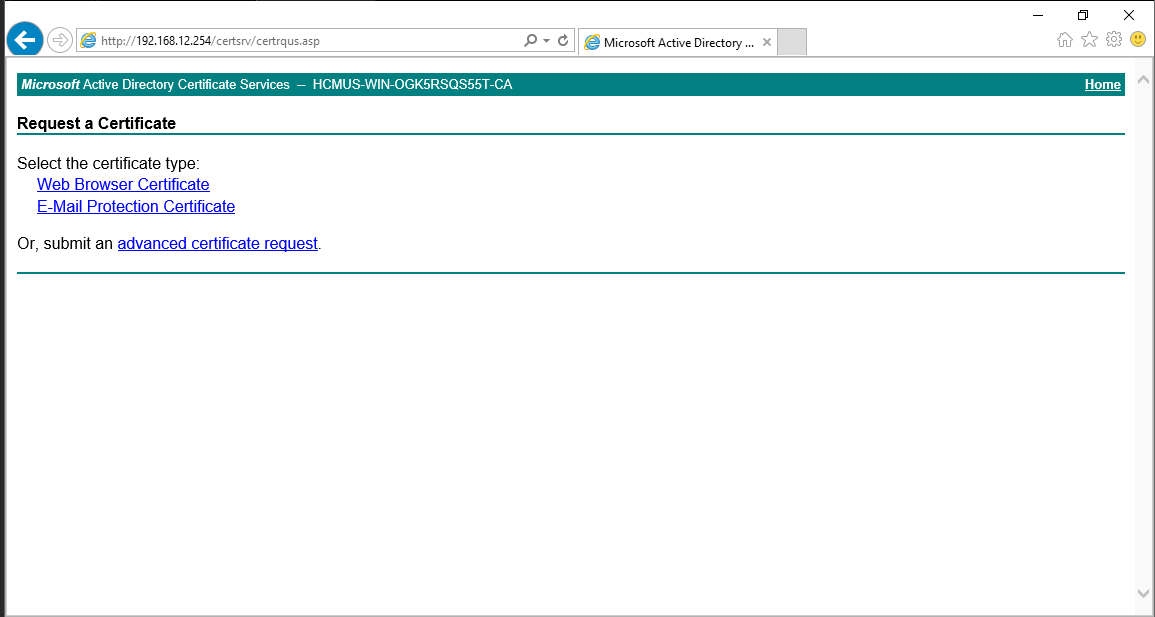 http://192.168.12.254/certsrv/certrqus.asp
Microsoft Active Directory ...
Microsoft Active Directory Certificate Services -- HCMUS-WIN-OGK5RSQS55T-CA Home
Request a Certificate
Select the certificate type:
Web Browser Certificate
E-Mail Protection Certificate
Or, submit an advanced certificate request.